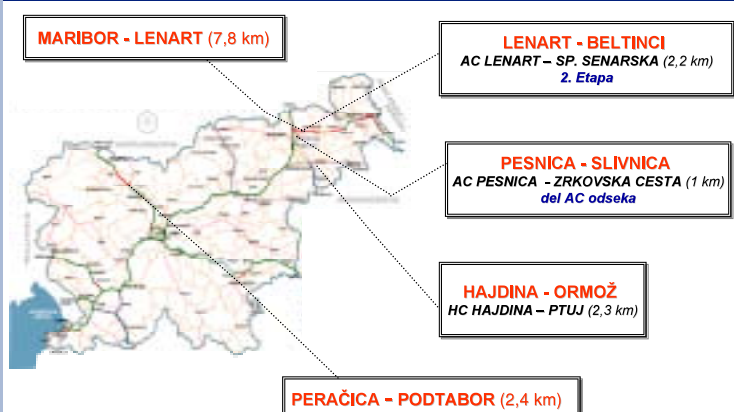 MARIBOR - LENART (7,8 km)
LENART - BELTINCI
AC LENART – SP. SENARSKA (2,2 km)
2. Etapa
PESNICA - SLIVNICA
AC PESNICA - ZRKOVSKA CESTA (1 km)
del AC odseka
HAJDINA - ORMOŽ
HC HAJDINA – PTUJ (2,3 km)
PERAČICA - PODTABOR (2,4 km)